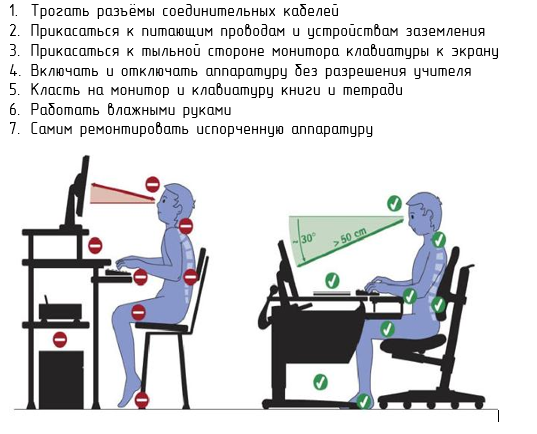 1. Трогать разъёмы соединительных кабелей
2. Прикасаться к питающим проводам и устройствам заземления
3. Прикасаться к тыльной стороне монитора клавиатуры к экрану
4. Включать и отключать аппаратуру без разрешения учителя
5. Класть на монитор и клавиатуру книги и тетради
6. Работать влажными руками
7. Самим ремонтировать испорченную аппаратуру
~30°
>50 cm